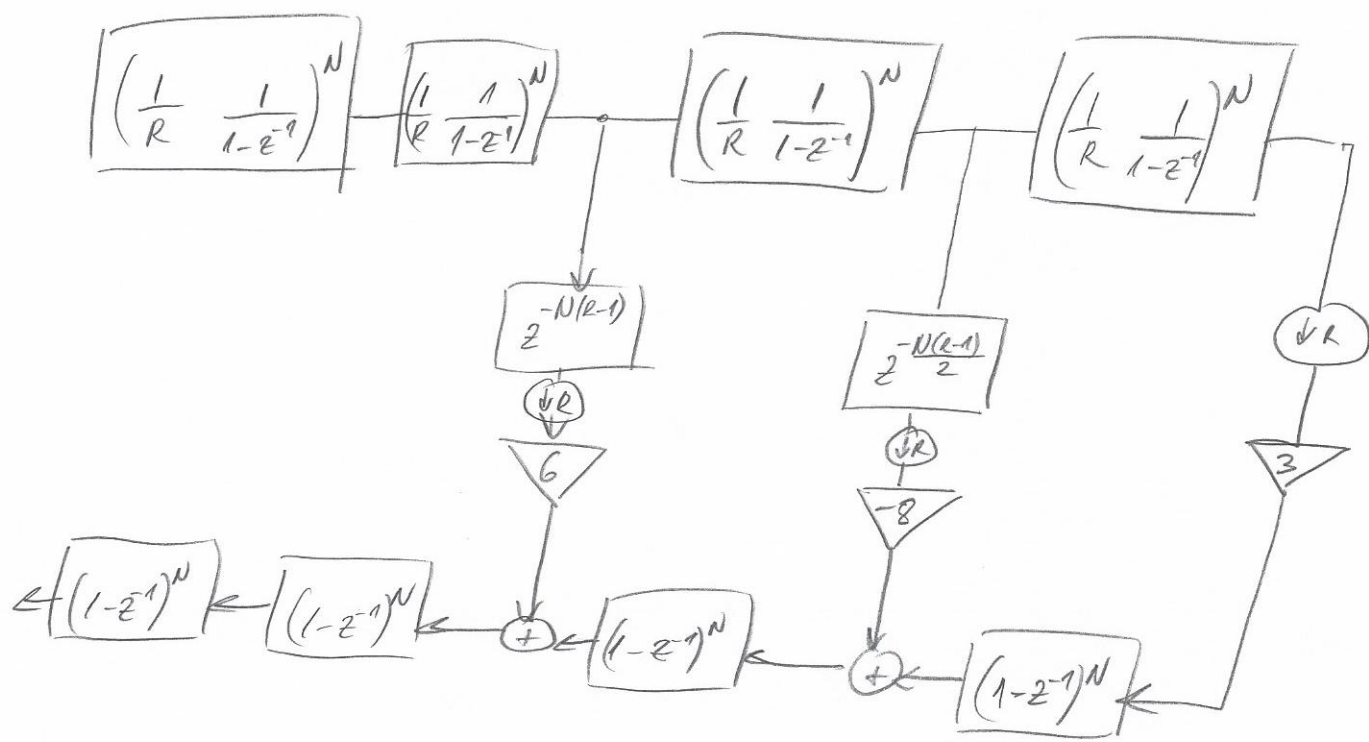 (1/R 1/(1-z⁻¹))ᴺ (1/R 1/(1-z⁻¹))ᴺ (1/R 1/(1-z⁻¹))ᴺ (1/R 1/(1-z⁻¹))ᴺ
z^(-N(R-1)) z^(-N(R-1)/2) ↓R
↓R ↓R
6 -8 3
(1-z⁻¹)ᴺ (1-z⁻¹)ᴺ + (1-z⁻¹)ᴺ + (1-z⁻¹)ᴺ